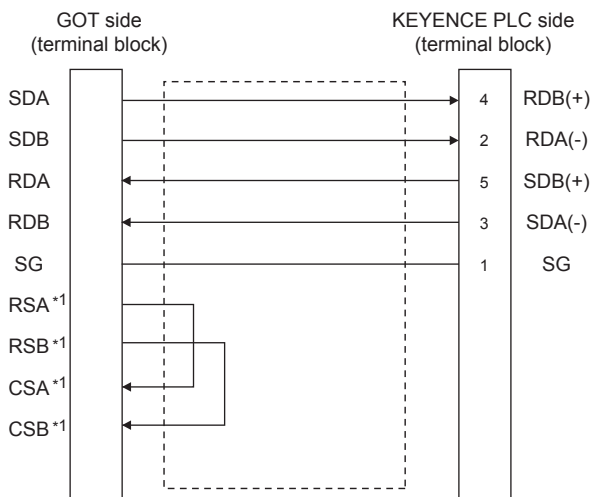 GOT side
(terminal block)
KEYENCE PLC side
(terminal block)
SDA 4 RDB(+)
SDB 2 RDA(-)
RDA 5 SDB(+)
RDB 3 SDA(-)
SG 1 SG
RSA *1
RSB *1
CSA *1
CSB *1